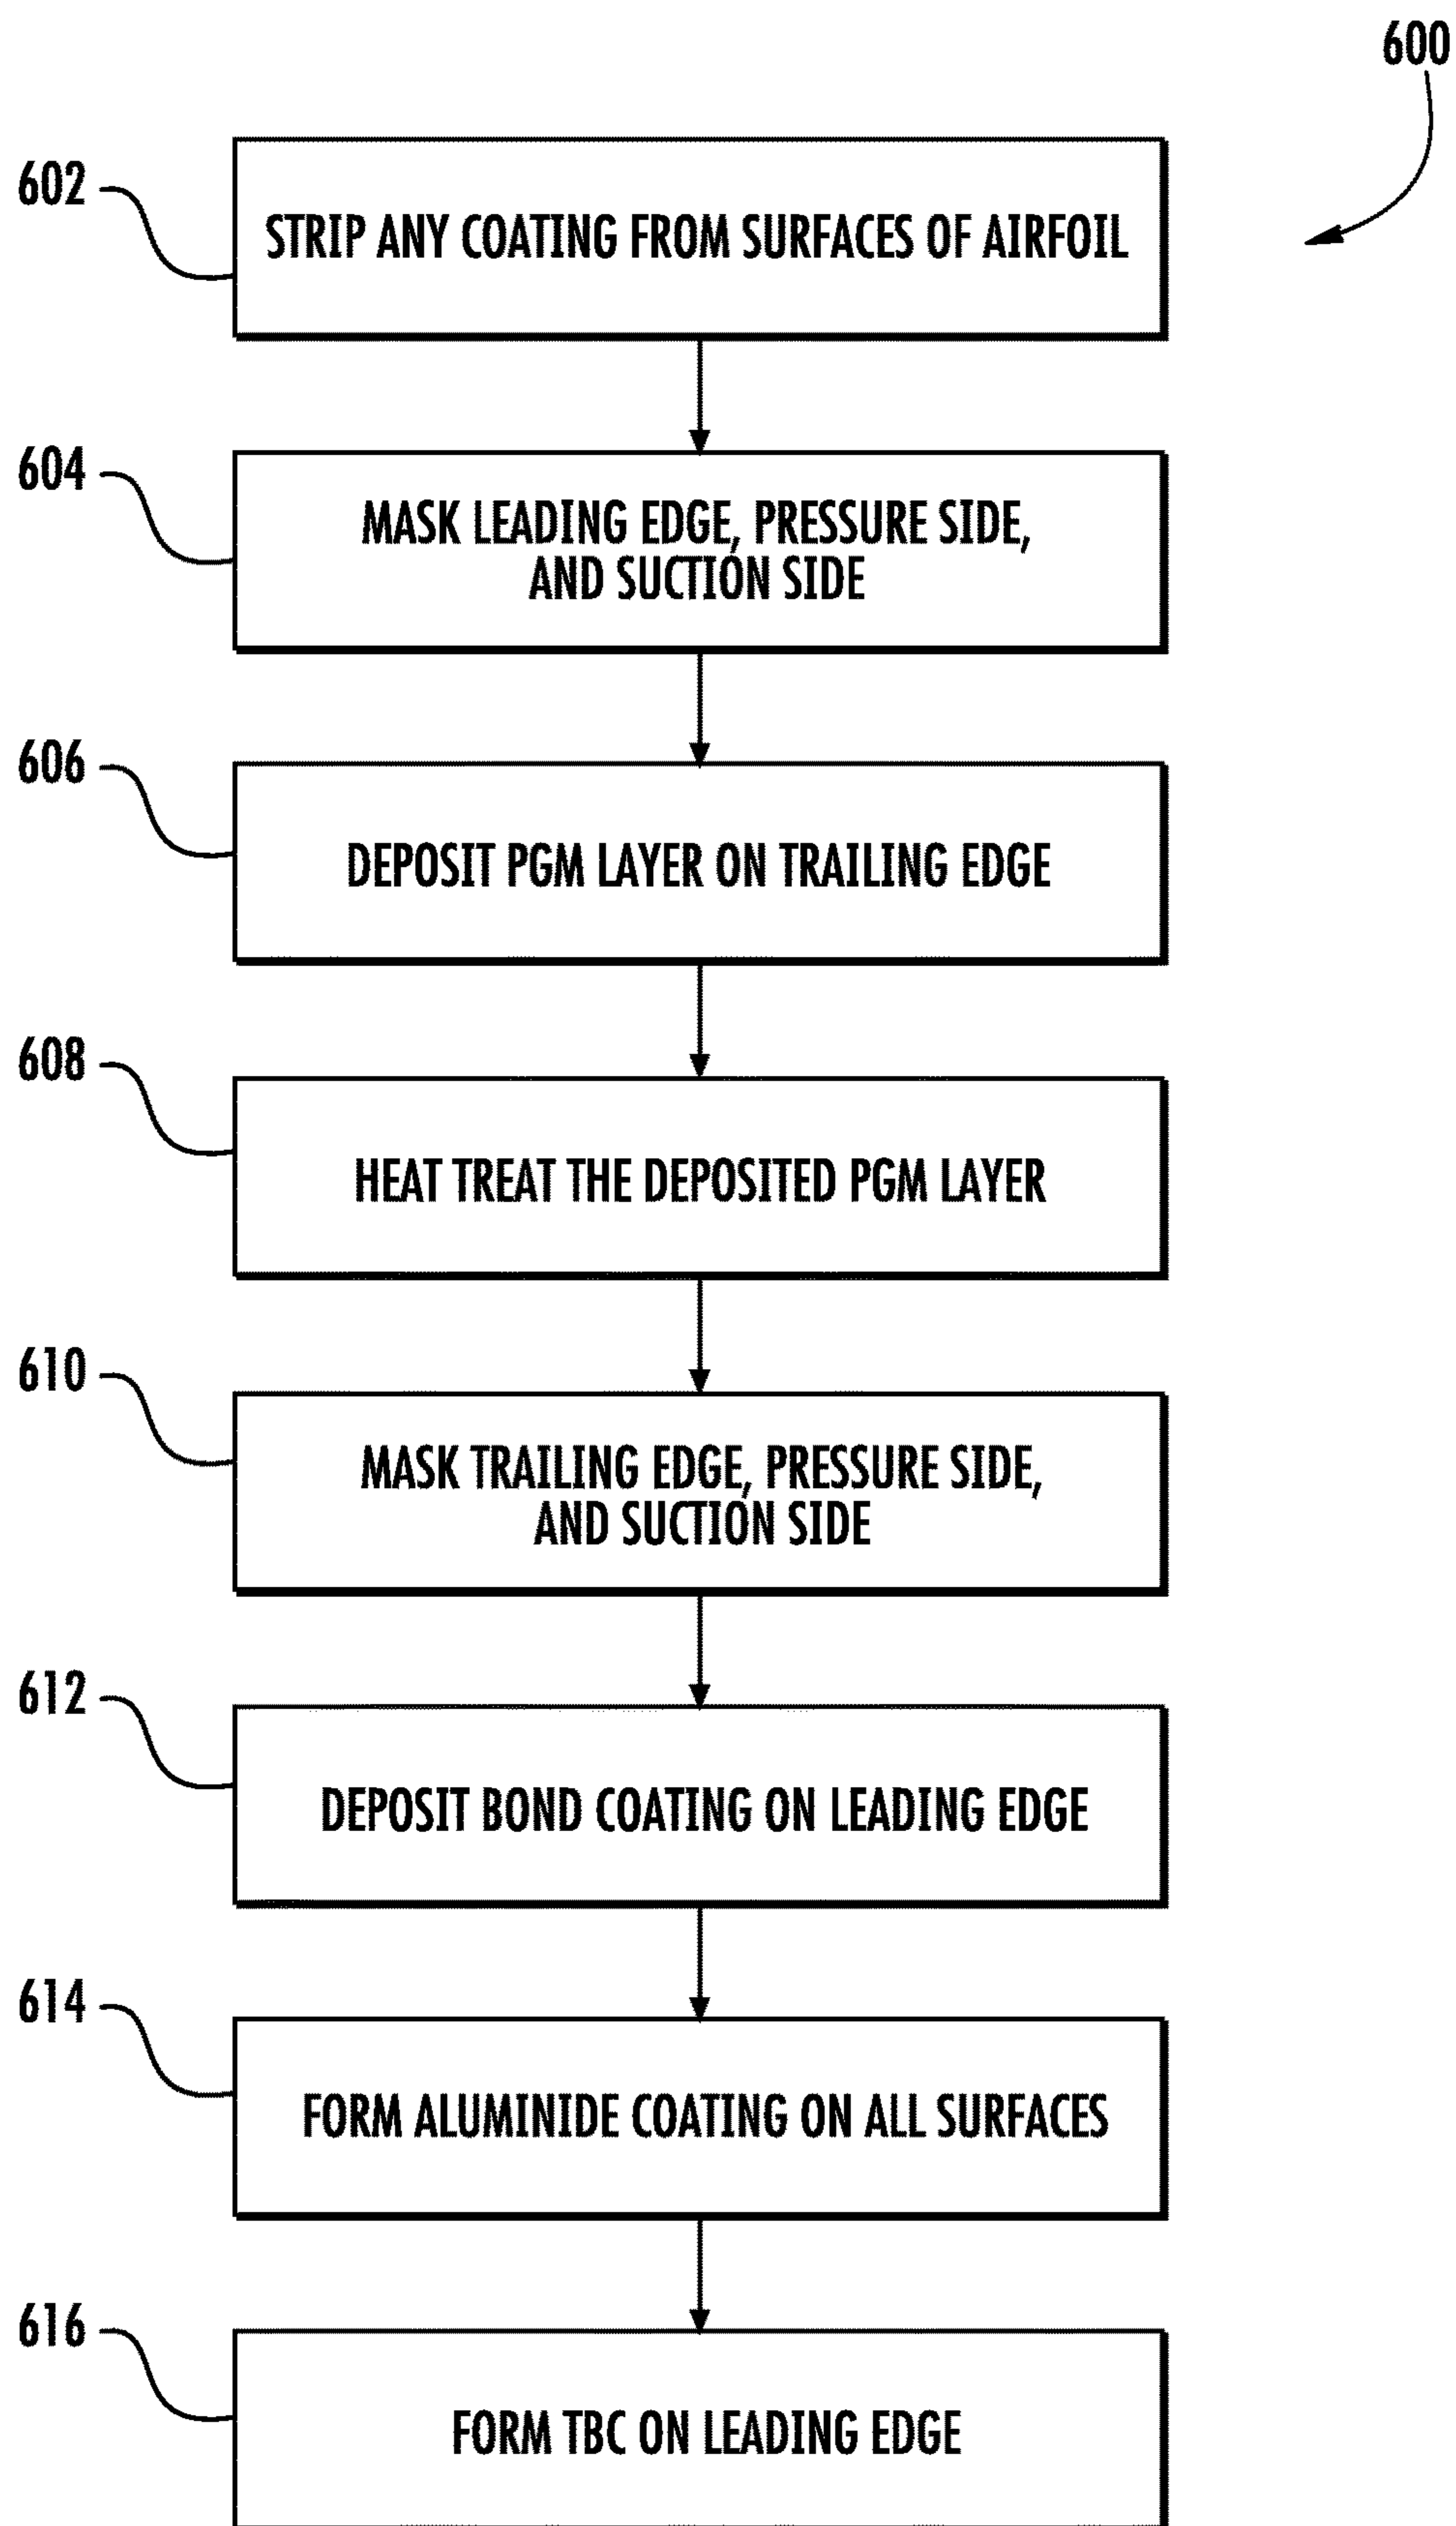 600
602
STRIP ANY COATING FROM SURFACES OF AIRFOIL
604
MASK LEADING EDGE, PRESSURE SIDE,
AND SUCTION SIDE
606
DEPOSIT PGM LAYER ON TRAILING EDGE
608
HEAT TREAT THE DEPOSITED PGM LAYER
610
MASK TRAILING EDGE, PRESSURE SIDE,
AND SUCTION SIDE
612
DEPOSIT BOND COATING ON LEADING EDGE
614
FORM ALUMINIDE COATING ON ALL SURFACES
616
FORM TBC ON LEADING EDGE